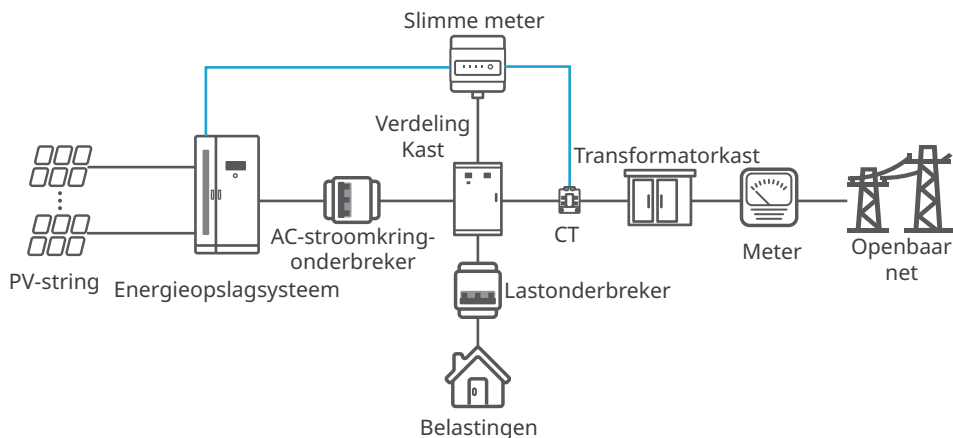 Slimme meter
Verdeling
Kast
Transformatorkast
AC-stroomkring-
onderbreker
CT
Meter
Openbaar
net
PV-string
Energieopslagsysteem
Lastonderbreker
Belastingen